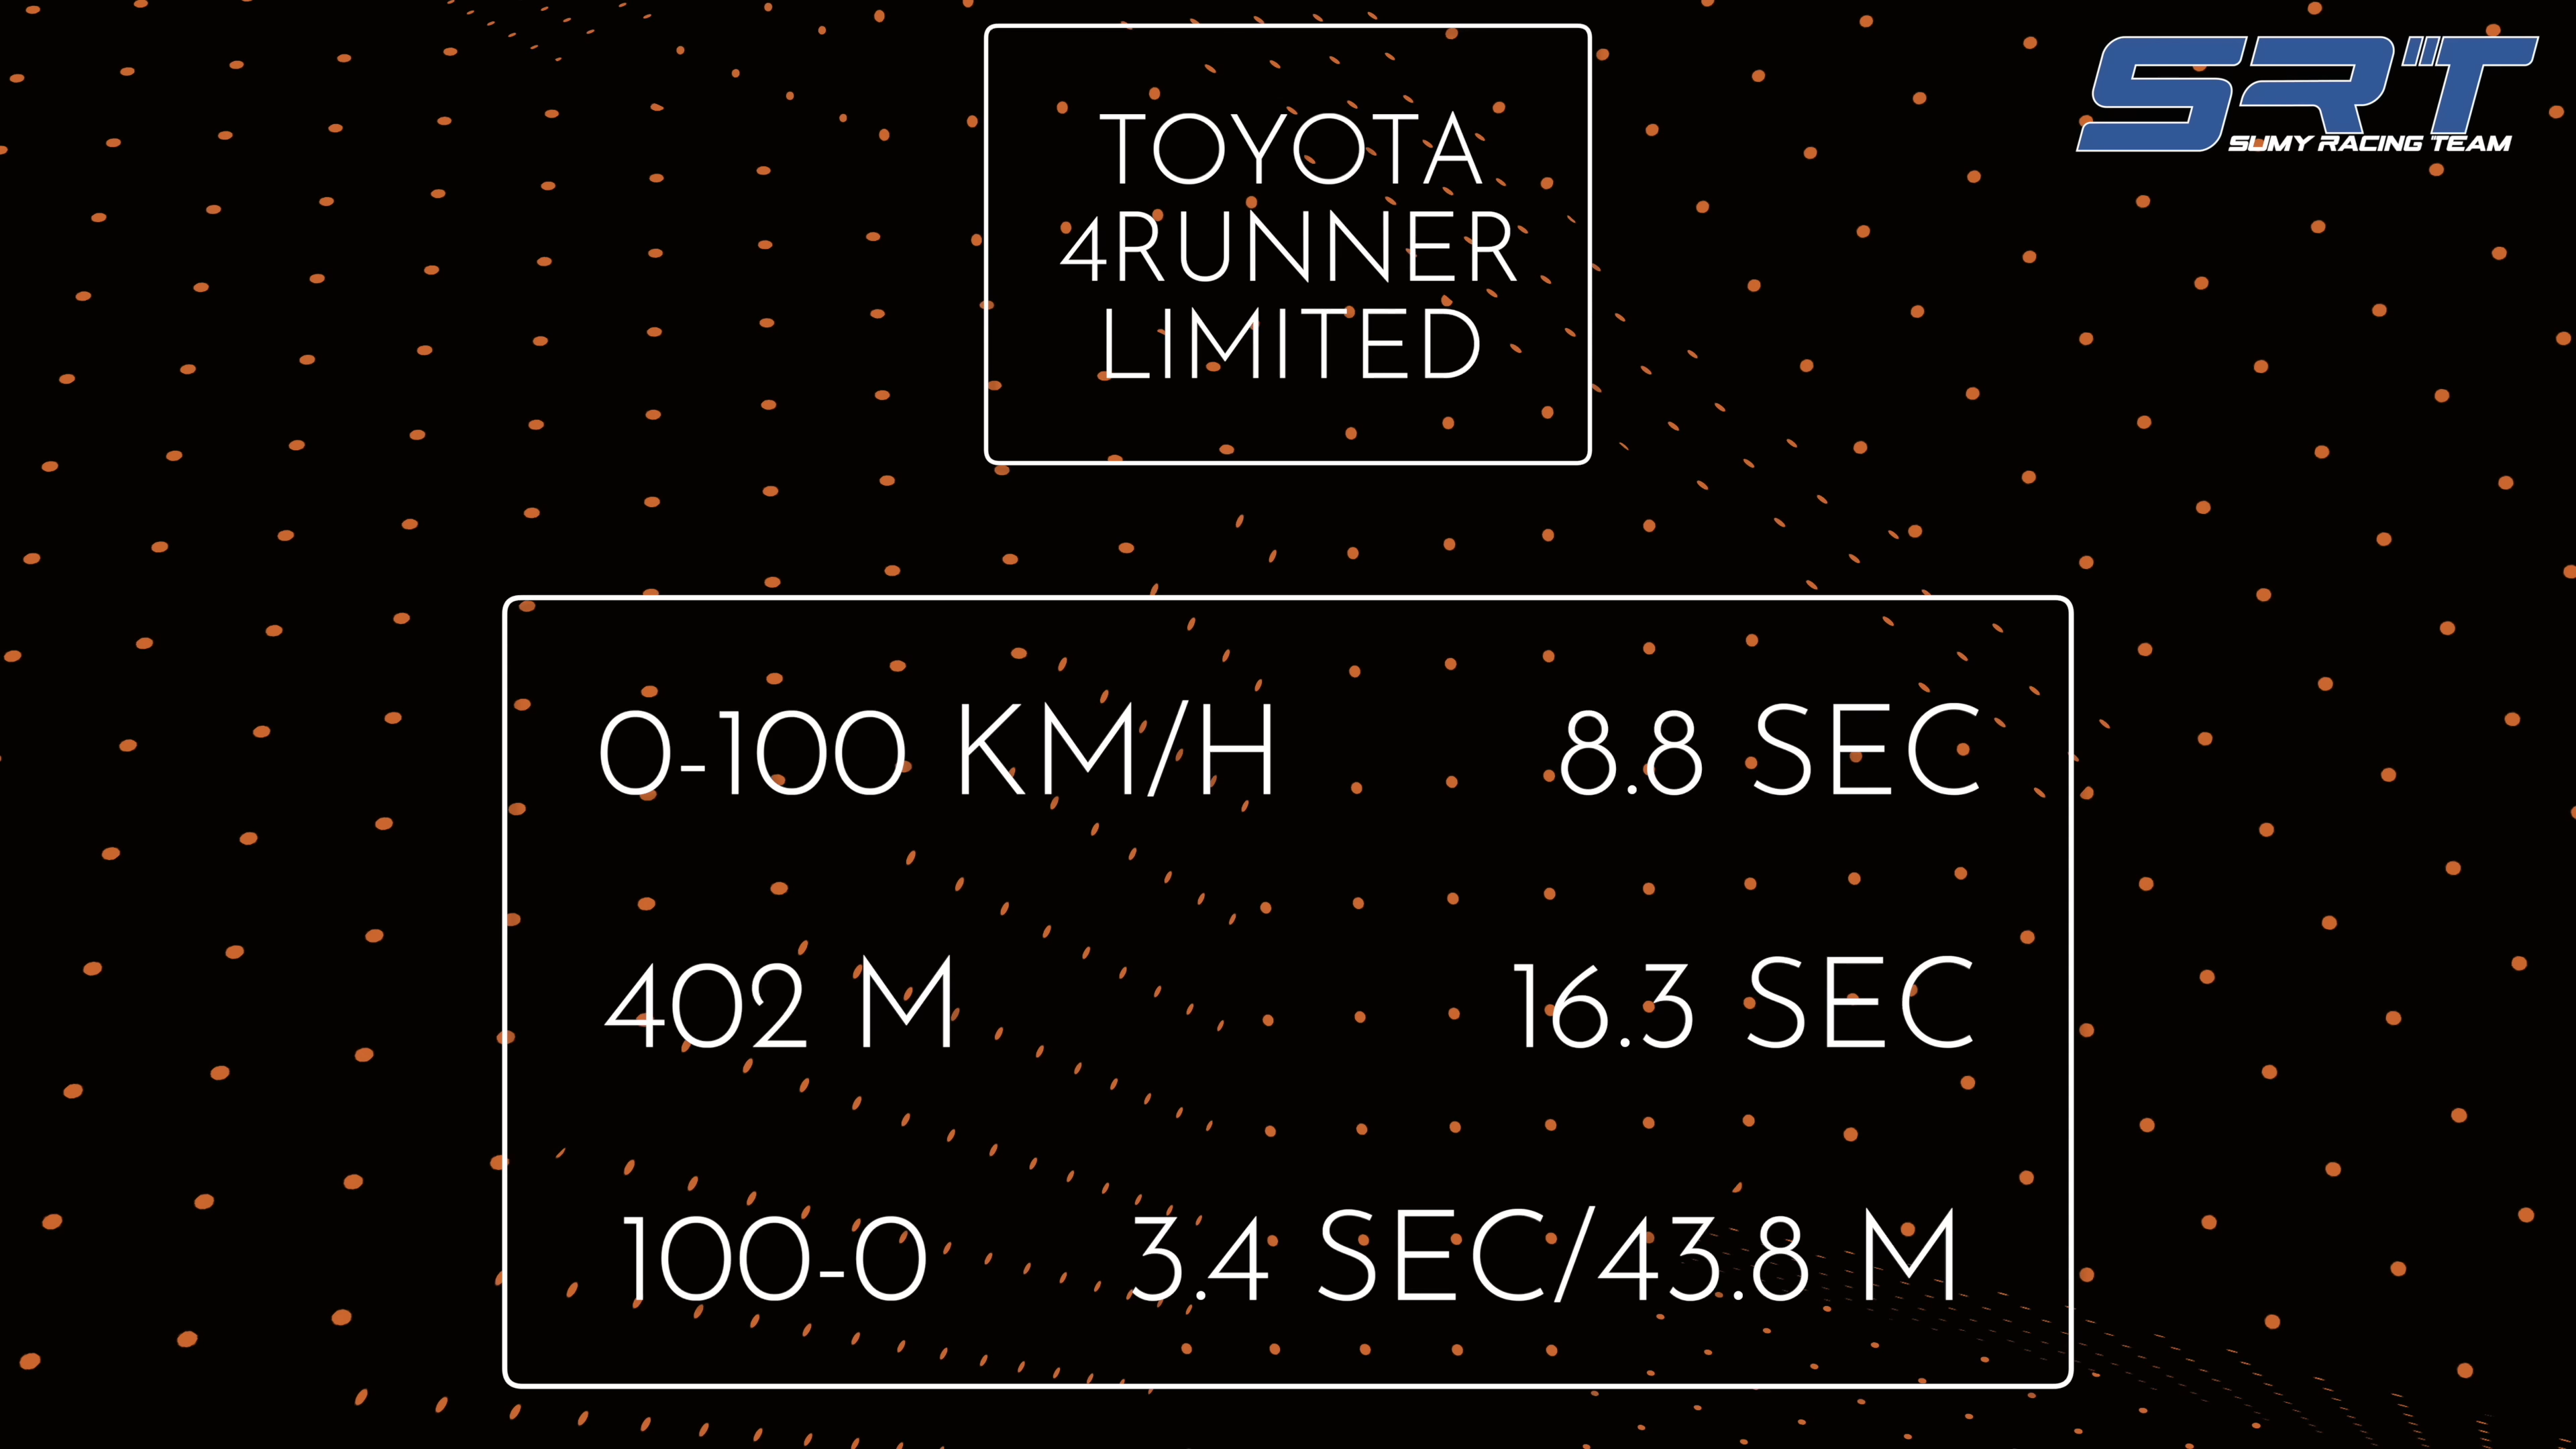 TOYOTA
4RUNNER
LIMITED
SRT
SUMY RACING TEAM
0-100 KM/H 8.8 SEC
402 M 16.3 SEC
100-0 3.4 SEC/43.8 M